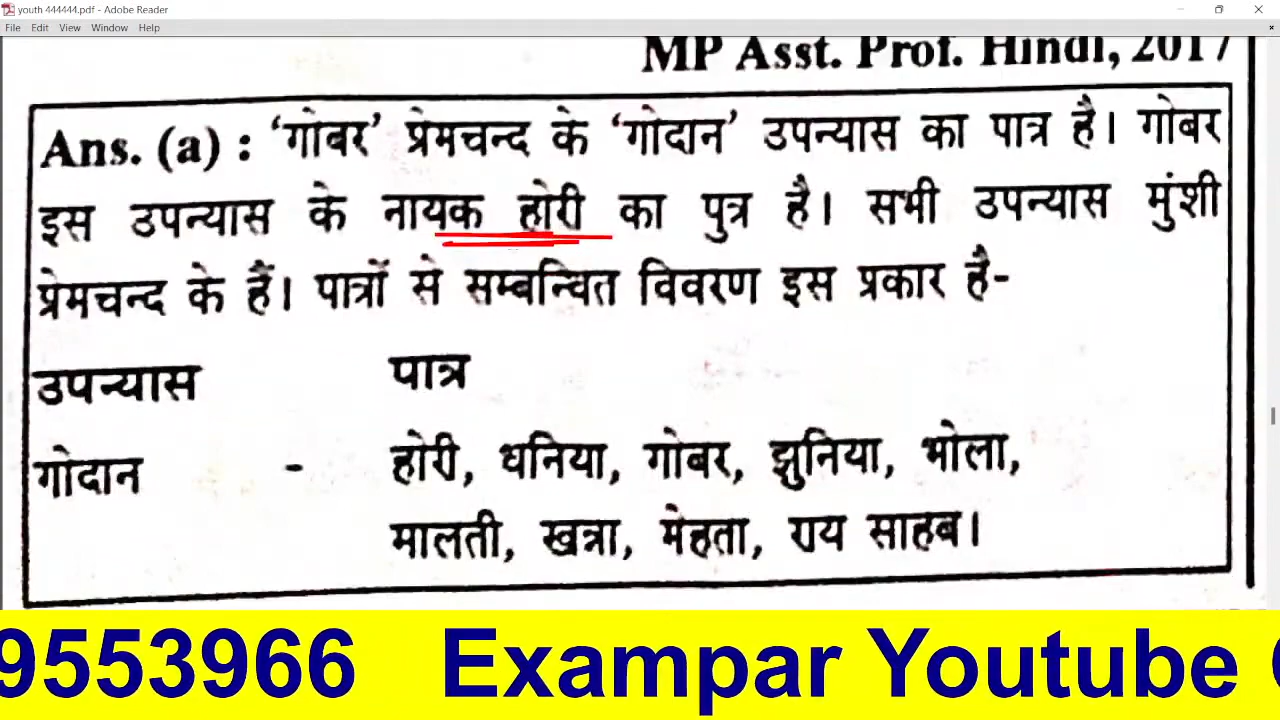 youth 444444.pdf - Adobe Reader
File Edit View Window Help
MP Asst. Prof. Hindi, 2017
Ans. (a) : ‘गोबर’ प्रेमचन्द के ‘गोदान’ उपन्यास का पात्र है। गोबर
इस उपन्यास के नायक होरी का पुत्र है। सभी उपन्यास मुंशी
प्रेमचन्द के हैं। पात्रों से सम्बन्धित विवरण इस प्रकार है-
उपन्यास पात्र
गोदान - होरी, धनिया, गोबर, झुनिया, भोला,
मालती, खन्ना, मेहता, राय साहब।
9553966 Exampar Youtube